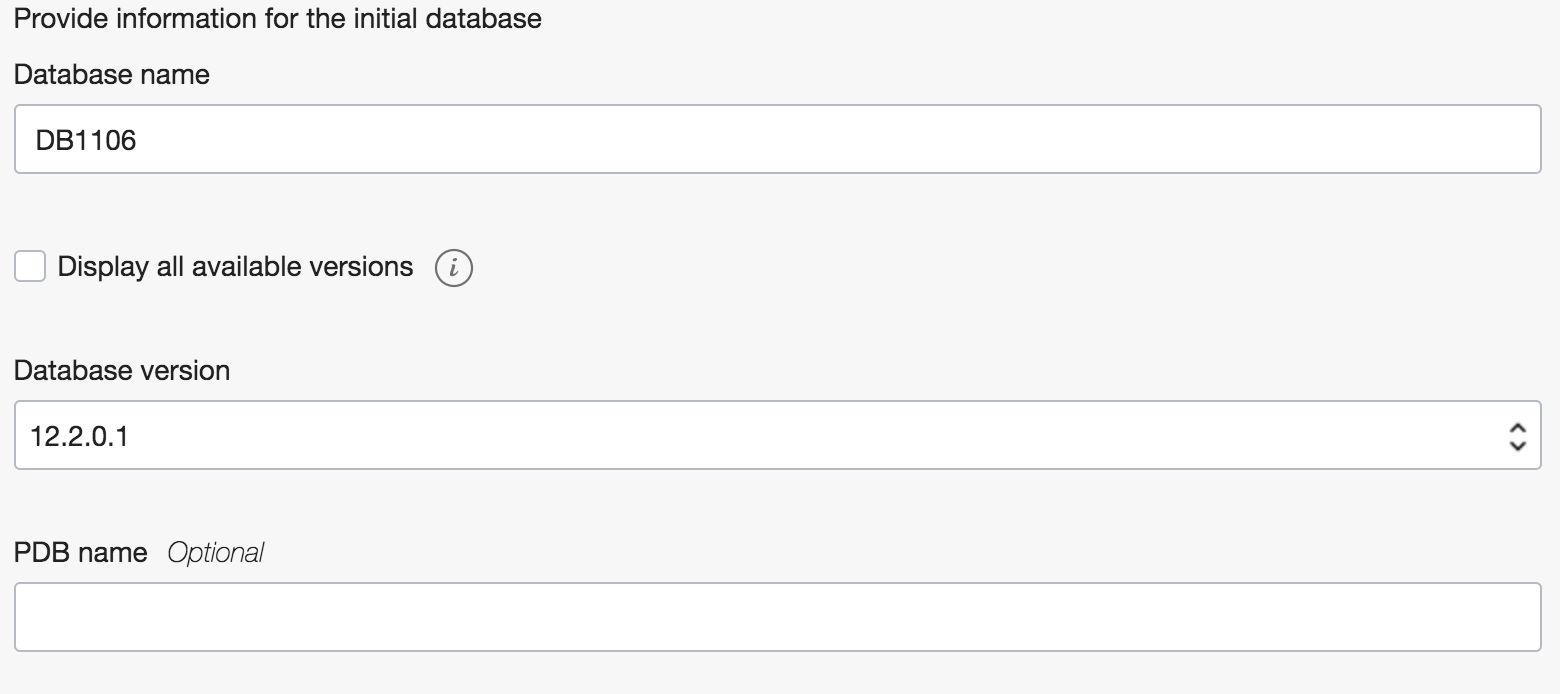 Provide information for the initial database
Database name
DB1106
Display all available versions i
Database version
12.2.0.1
PDB name Optional